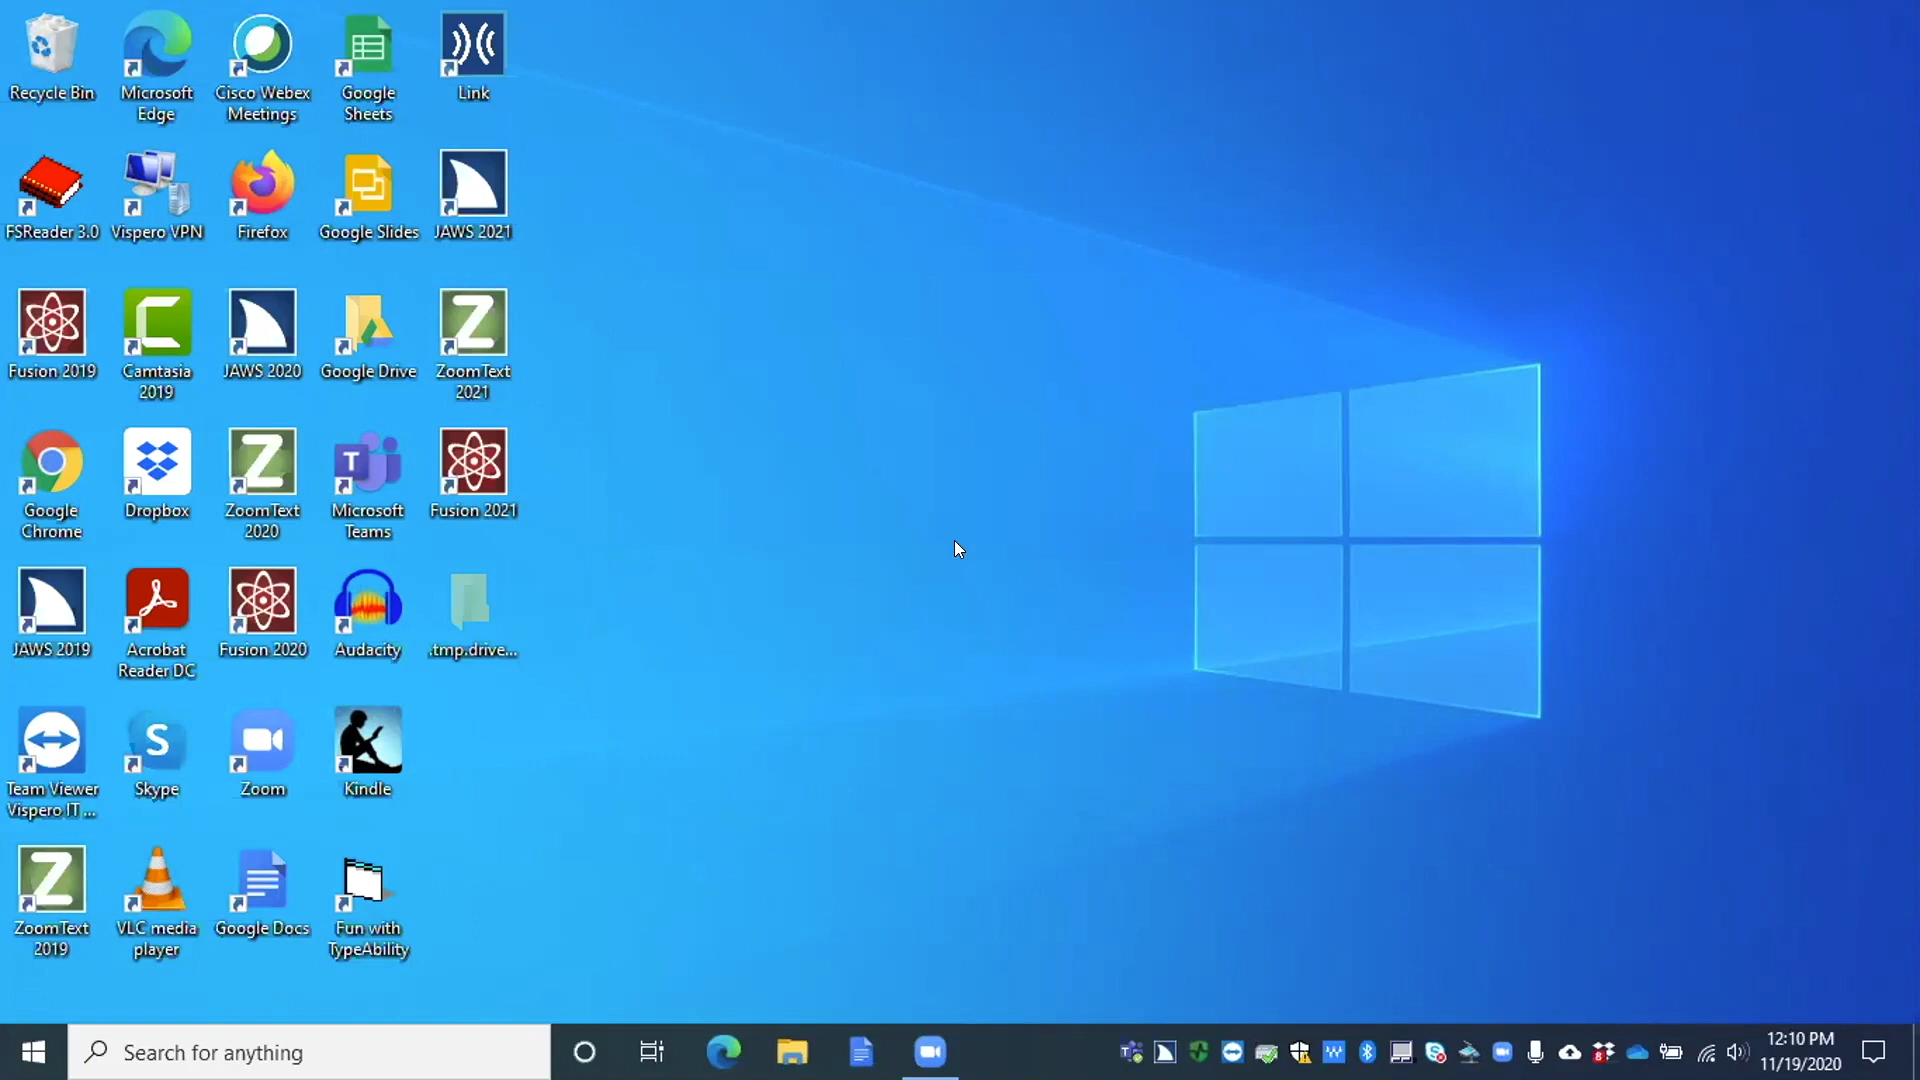 Recycle Bin
Microsoft
Edge
Cisco Webex
Meetings
Google
Sheets
Link
FSReader 3.0
Vispero VPN
Firefox
Google Slides
JAWS 2021
Fusion 2019
Camtasia
2019
JAWS 2020
Google Drive
ZoomText
2021
Google
Chrome
Dropbox
ZoomText
2020
Microsoft
Teams
Fusion 2021
JAWS 2019
Acrobat
Reader DC
Fusion 2020
Audacity
.tmp.drive...
Team Viewer
Vispero IT ...
Skype
Zoom
Kindle
ZoomText
2019
VLC media
player
Google Docs
Fun with
TypeAbility
Search for anything
12:10 PM
11/19/2020